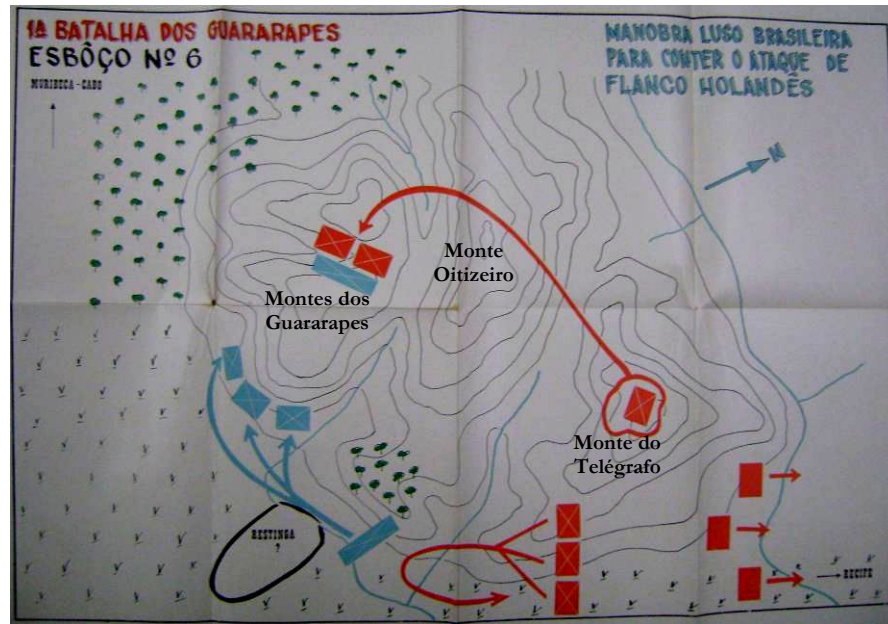 1ª BATALHA DOS GUARARAPES
ESBÔÇO Nº 6
MURIBECA-CABO
MANOBRA LUSO BRASILEIRA
PARA CONTER O ATAQUE DE
FLANCO HOLANDÊS
N
Monte
Oitizeiro
Montes dos
Guararapes
Monte do
Telégrafo
RESTINGA
?
RECIFE